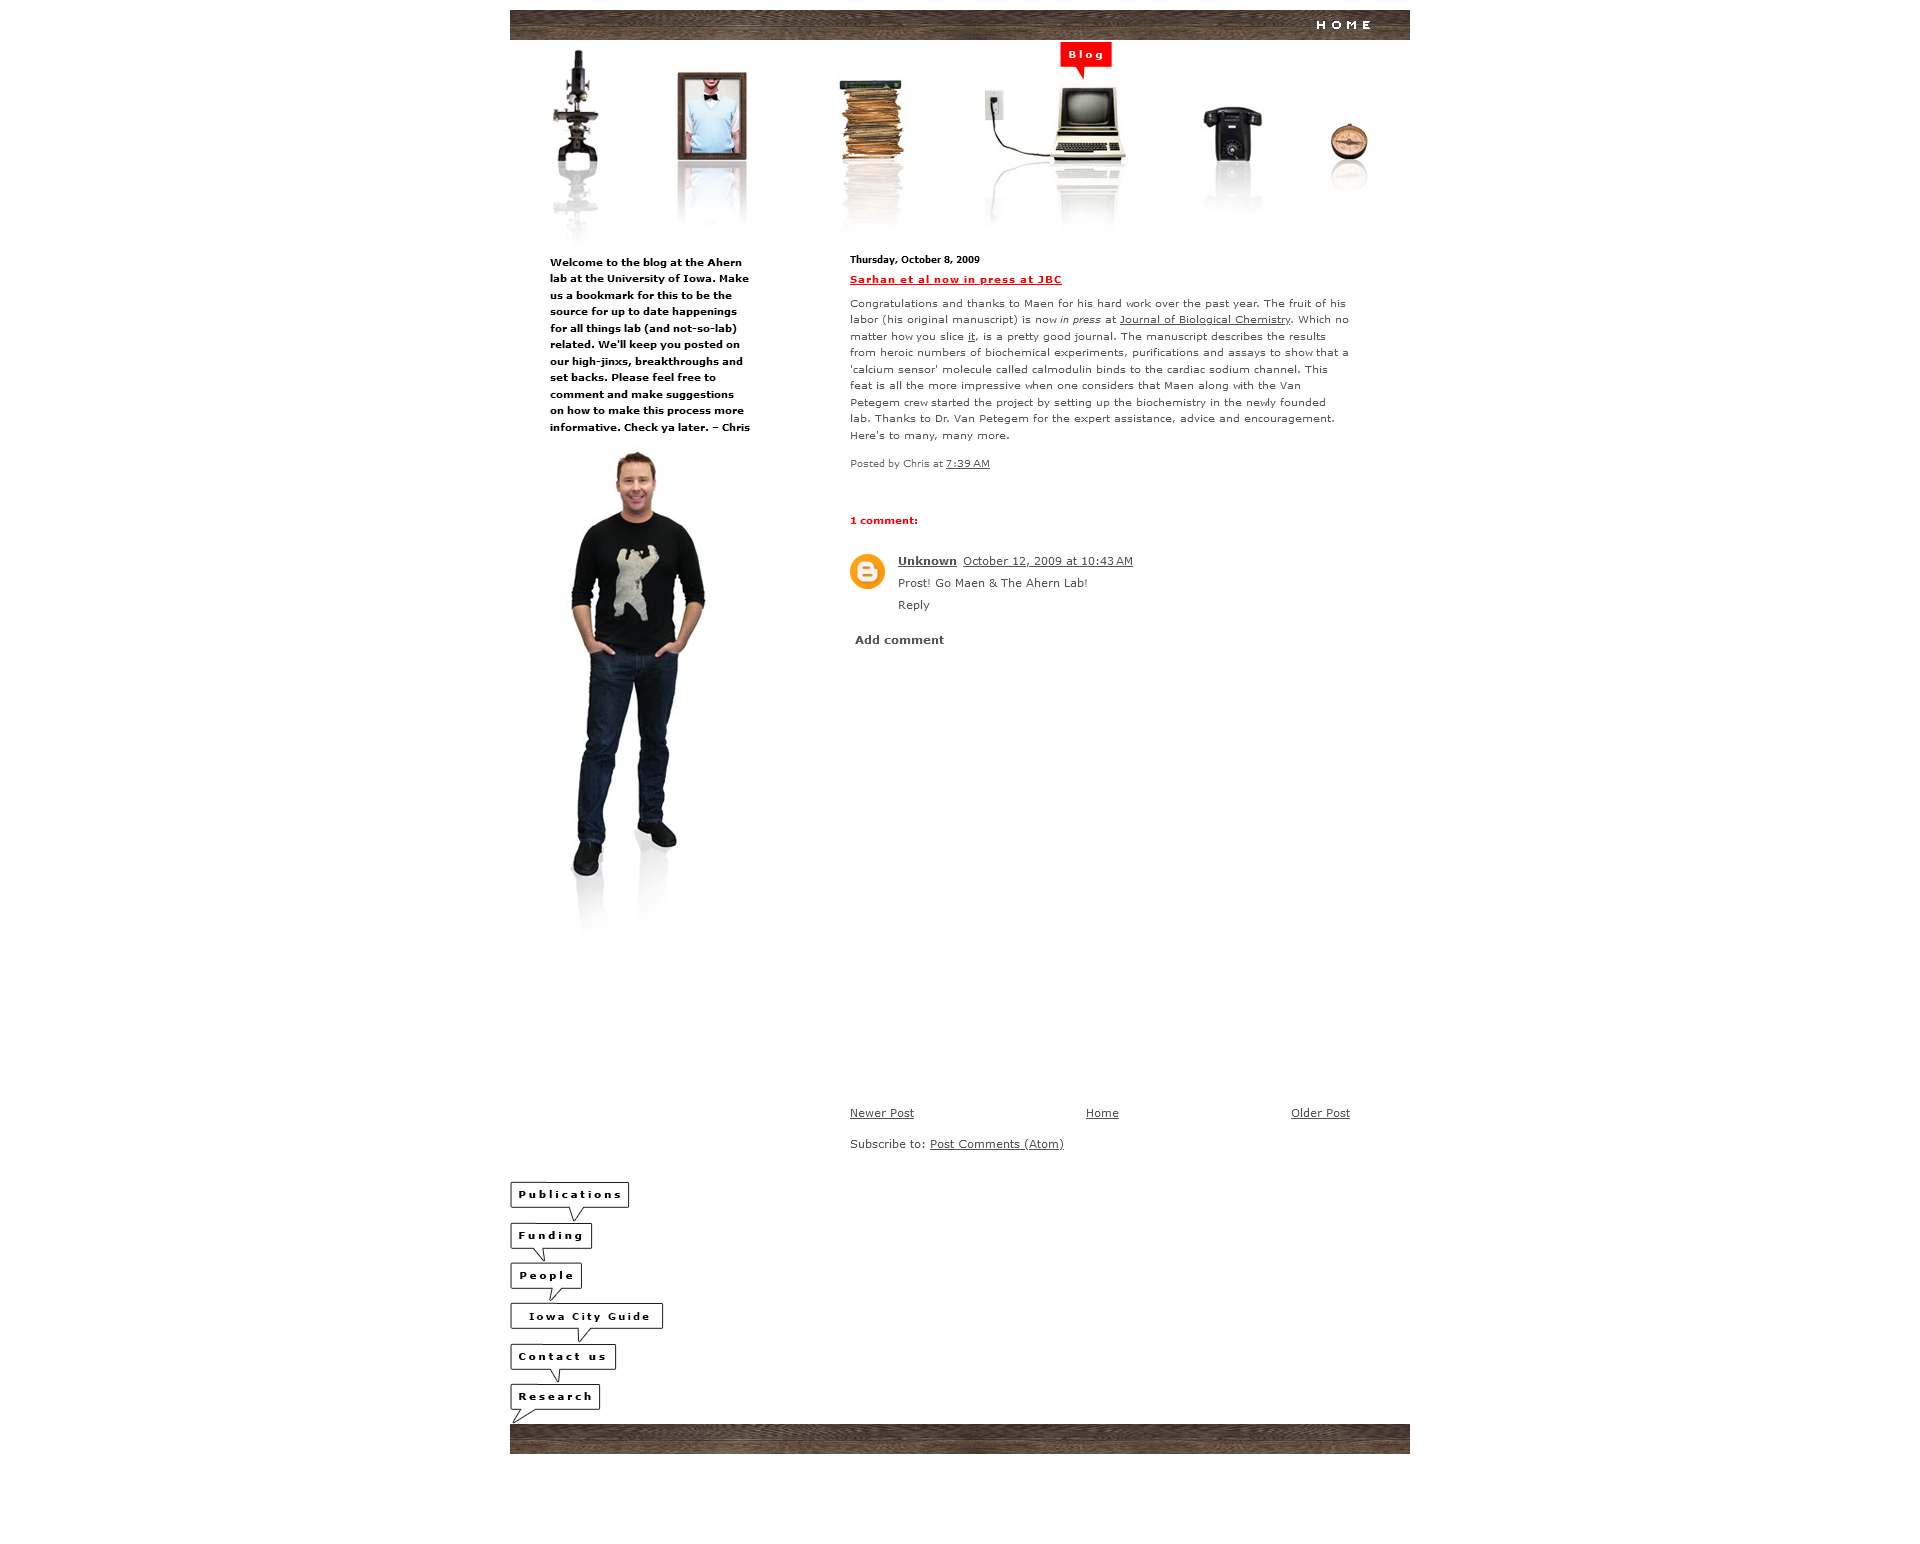 HOME
Blog
Welcome to the blog at the Ahern
lab at the University of Iowa. Make
us a bookmark for this to be the
source for up to date happenings
for all things lab (and not-so-lab)
related. We'll keep you posted on
our high-jinxs, breakthroughs and
set backs. Please feel free to
comment and make suggestions
on how to make this process more
informative. Check ya later. – Chris
Thursday, October 8, 2009
Sarhan et al now in press at JBC
Congratulations and thanks to Maen for his hard work over the past year. The fruit of his
labor (his original manuscript) is now in press at Journal of Biological Chemistry. Which no
matter how you slice it, is a pretty good journal. The manuscript describes the results
from heroic numbers of biochemical experiments, purifications and assays to show that a
'calcium sensor' molecule called calmodulin binds to the cardiac sodium channel. This
feat is all the more impressive when one considers that Maen along with the Van
Petegem crew started the project by setting up the biochemistry in the newly founded
lab. Thanks to Dr. Van Petegem for the expert assistance, advice and encouragement.
Here's to many, many more.
Posted by Chris at 7:39 AM
1 comment:
Unknown October 12, 2009 at 10:43 AM
Prost! Go Maen & The Ahern Lab!
Reply
Add comment
Newer Post Home Older Post
Subscribe to: Post Comments (Atom)
Publications
Funding
People
Iowa City Guide
Contact us
Research